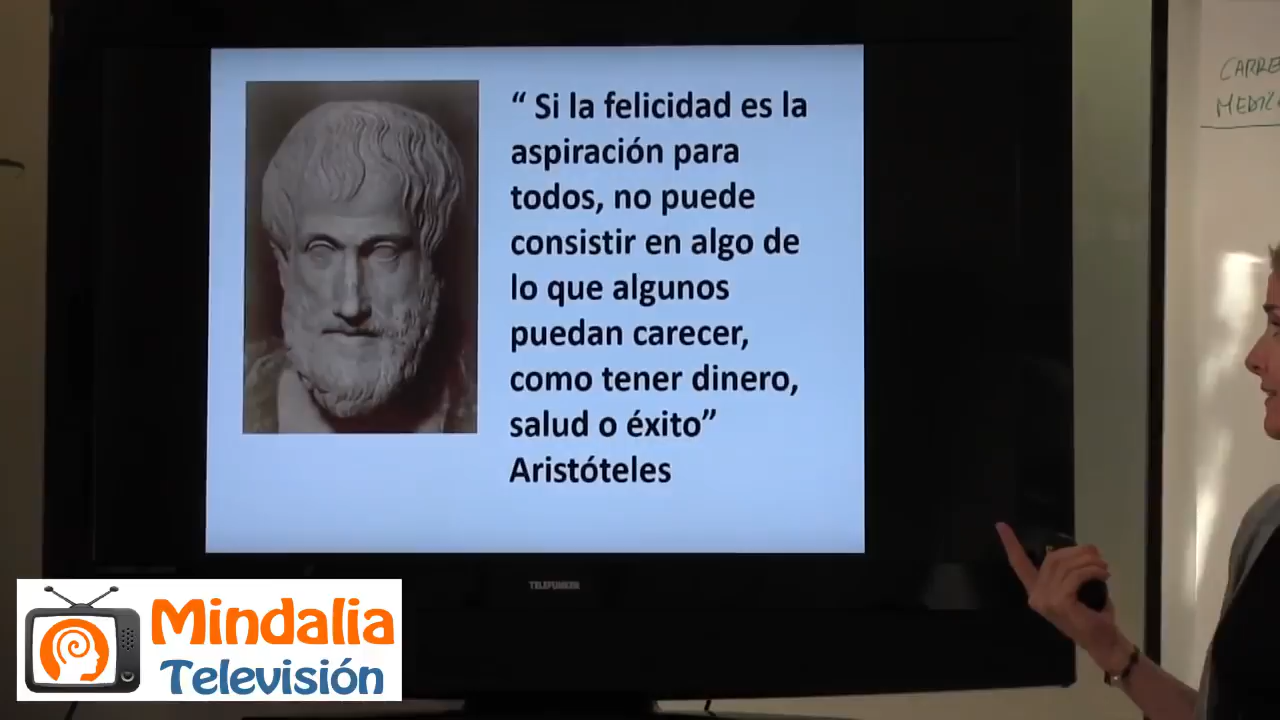 “ Si la felicidad es la
aspiración para
todos, no puede
consistir en algo de
lo que algunos
puedan carecer,
como tener dinero,
salud o éxito”
Aristóteles
TELEFUNKEN
Mindalia
Televisión